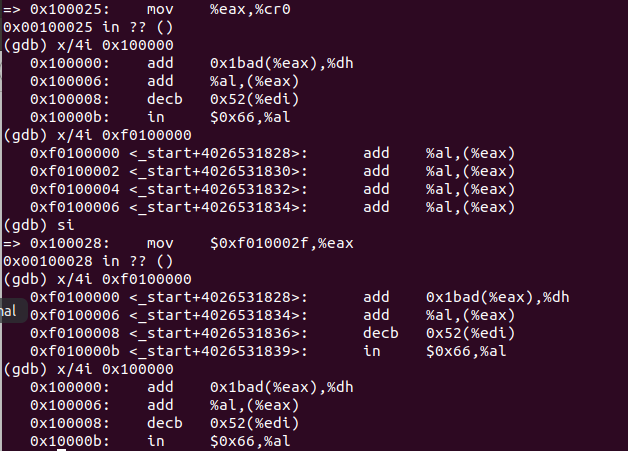 => 0x100025:    mov    %eax,%cr0
0x00100025 in ?? ()
(gdb) x/4i 0x100000
   0x100000:    add    0x1bad(%eax),%dh
   0x100006:    add    %al,(%eax)
   0x100008:    decb   0x52(%edi)
   0x10000b:    in     $0x66,%al
(gdb) x/4i 0xf0100000
   0xf0100000 <_start+4026531828>:      add    %al,(%eax)
   0xf0100002 <_start+4026531830>:      add    %al,(%eax)
   0xf0100004 <_start+4026531832>:      add    %al,(%eax)
   0xf0100006 <_start+4026531834>:      add    %al,(%eax)
(gdb) si
=> 0x100028:    mov    $0xf010002f,%eax
0x00100028 in ?? ()
(gdb) x/4i 0xf0100000
   0xf0100000 <_start+4026531828>:      add    0x1bad(%eax),%dh
   0xf0100006 <_start+4026531834>:      add    %al,(%eax)
   0xf0100008 <_start+4026531836>:      decb   0x52(%edi)
   0xf010000b <_start+4026531839>:      in     $0x66,%al
(gdb) x/4i 0x100000
   0x100000:    add    0x1bad(%eax),%dh
   0x100006:    add    %al,(%eax)
   0x100008:    decb   0x52(%edi)
   0x10000b:    in     $0x66,%al